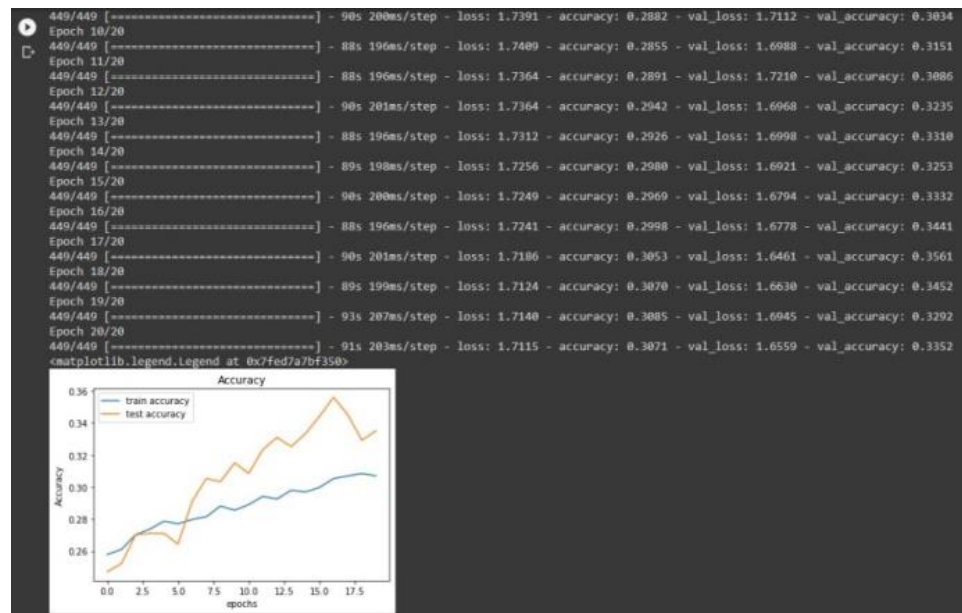 449/449 [==============================] - 90s 200ms/step - loss: 1.7391 - accuracy: 0.2882 - val_loss: 1.7112 - val_accuracy: 0.3034
Epoch 10/20
449/449 [==============================] - 88s 196ms/step - loss: 1.7409 - accuracy: 0.2855 - val_loss: 1.6988 - val_accuracy: 0.3151
Epoch 11/20
449/449 [==============================] - 88s 196ms/step - loss: 1.7364 - accuracy: 0.2891 - val_loss: 1.7210 - val_accuracy: 0.3086
Epoch 12/20
449/449 [==============================] - 90s 201ms/step - loss: 1.7364 - accuracy: 0.2942 - val_loss: 1.6968 - val_accuracy: 0.3235
Epoch 13/20
449/449 [==============================] - 88s 196ms/step - loss: 1.7312 - accuracy: 0.2926 - val_loss: 1.6998 - val_accuracy: 0.3310
Epoch 14/20
449/449 [==============================] - 89s 198ms/step - loss: 1.7256 - accuracy: 0.2980 - val_loss: 1.6921 - val_accuracy: 0.3253
Epoch 15/20
449/449 [==============================] - 90s 200ms/step - loss: 1.7249 - accuracy: 0.2969 - val_loss: 1.6794 - val_accuracy: 0.3332
Epoch 16/20
449/449 [==============================] - 88s 196ms/step - loss: 1.7241 - accuracy: 0.2998 - val_loss: 1.6778 - val_accuracy: 0.3441
Epoch 17/20
449/449 [==============================] - 90s 201ms/step - loss: 1.7186 - accuracy: 0.3053 - val_loss: 1.6461 - val_accuracy: 0.3561
Epoch 18/20
449/449 [==============================] - 89s 199ms/step - loss: 1.7124 - accuracy: 0.3070 - val_loss: 1.6630 - val_accuracy: 0.3452
Epoch 19/20
449/449 [==============================] - 93s 207ms/step - loss: 1.7140 - accuracy: 0.3085 - val_loss: 1.6945 - val_accuracy: 0.3292
Epoch 20/20
449/449 [==============================] - 91s 203ms/step - loss: 1.7115 - accuracy: 0.3071 - val_loss: 1.6559 - val_accuracy: 0.3352
<matplotlib.legend.Legend at 0x7fed7a7bf350>
Accuracy
train accuracy
test accuracy
Accuracy
0.36
0.34
0.32
0.30
0.28
0.26
0.0 2.5 5.0 7.5 10.0 12.5 15.0 17.5
epochs